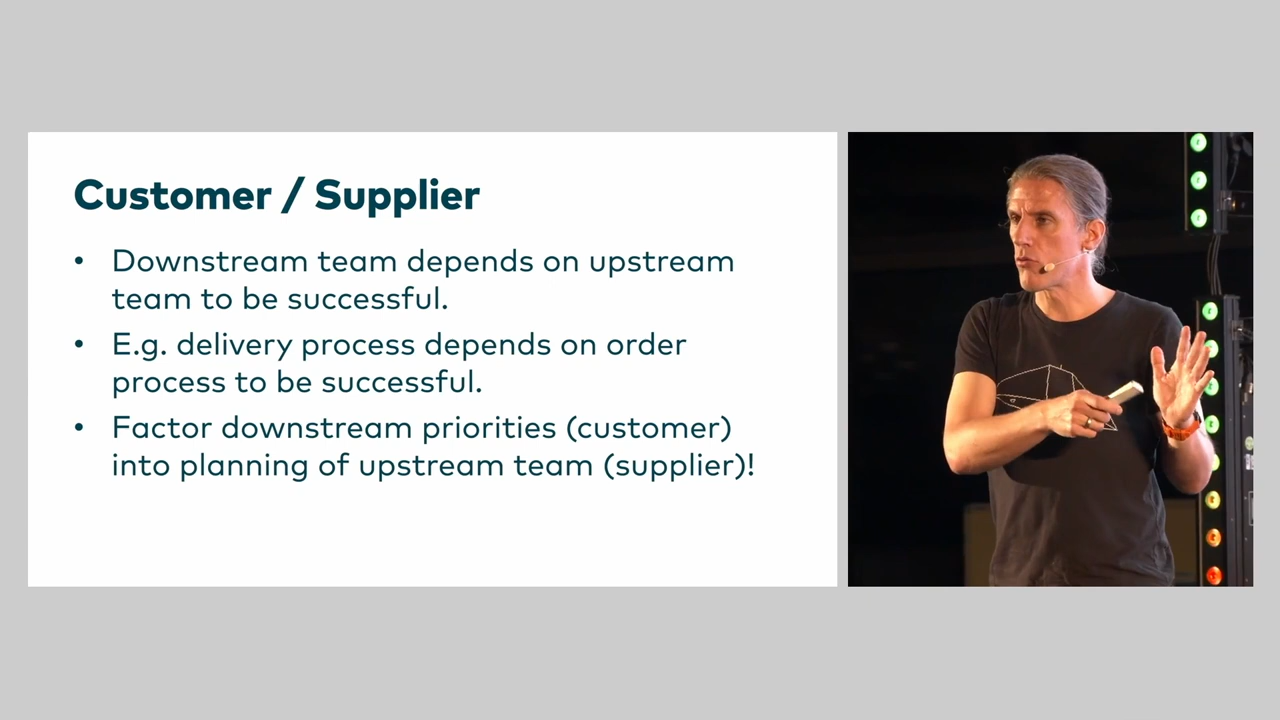 Customer / Supplier
• Downstream team depends on upstream
team to be successful.
• E.g. delivery process depends on order
process to be successful.
• Factor downstream priorities (customer)
into planning of upstream team (supplier)!